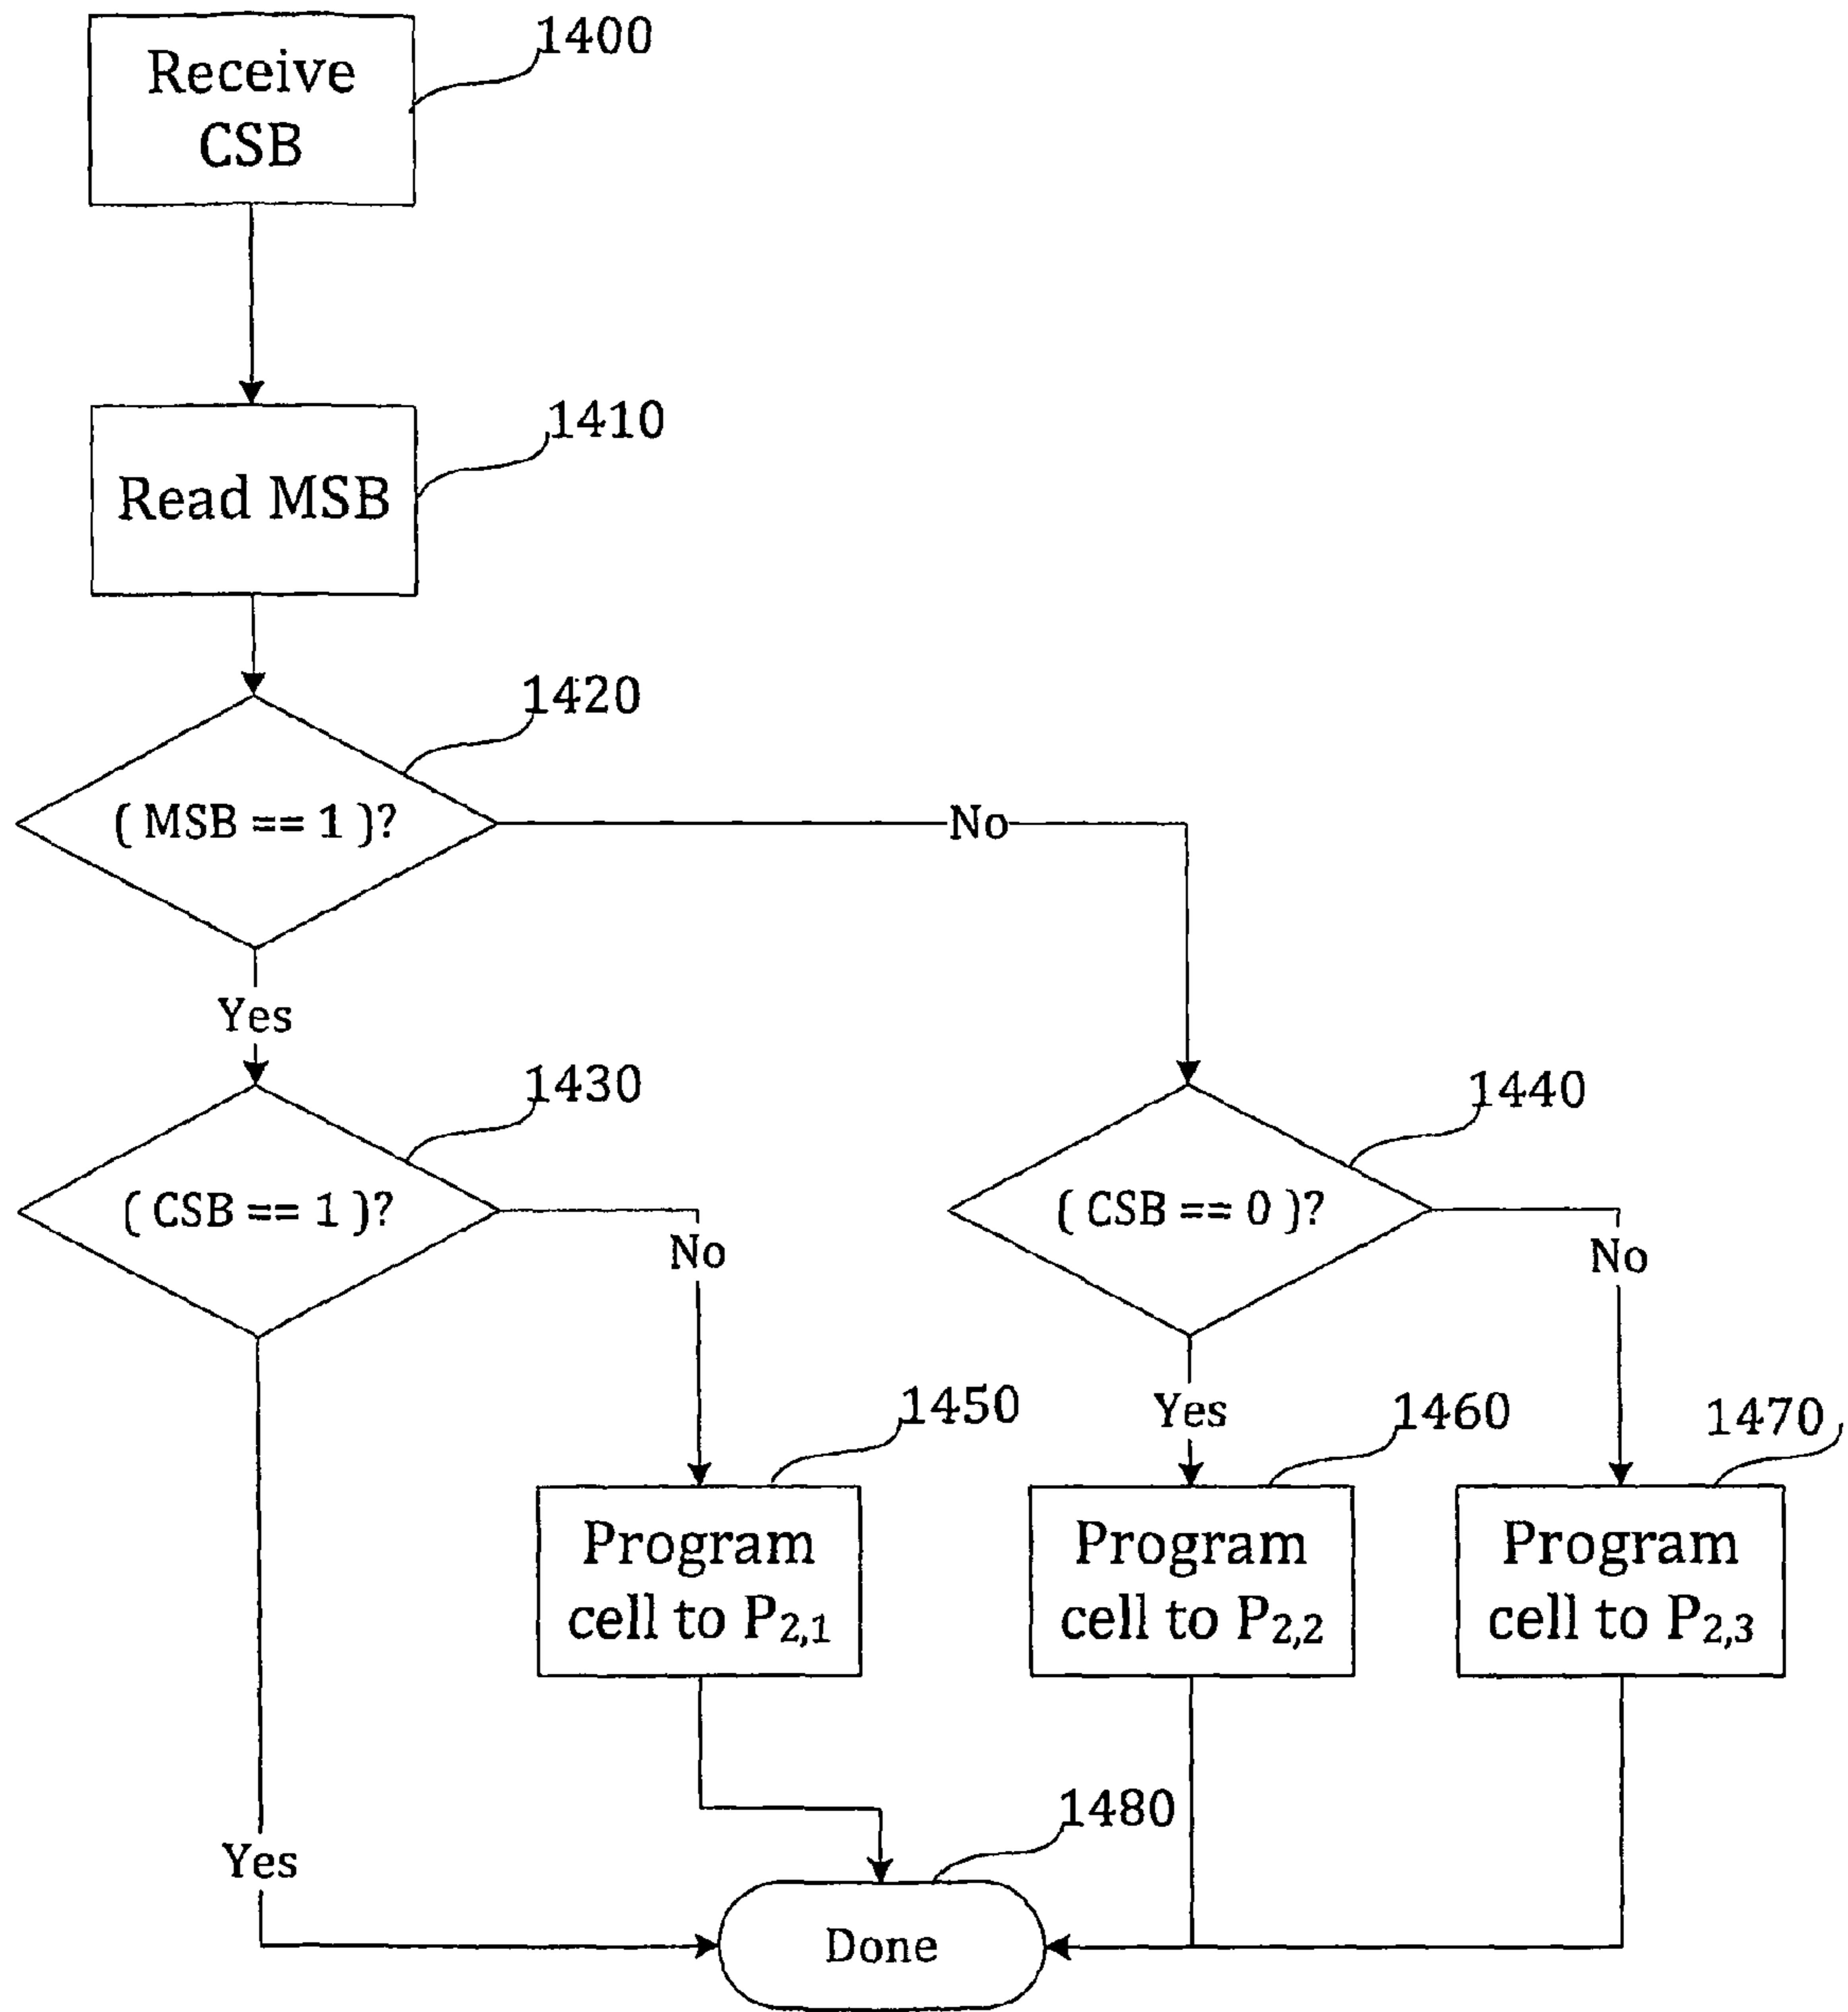 1400
Receive
CSB
1410
Read MSB
1420
( MSB == 1 )?
No
Yes
1430
( CSB == 1 )?
No
1440
( CSB == 0 )?
No
Yes
1450
Program
cell to P2,1
1460
Program
cell to P2,2
1470
Program
cell to P2,3
Yes
1480
Done